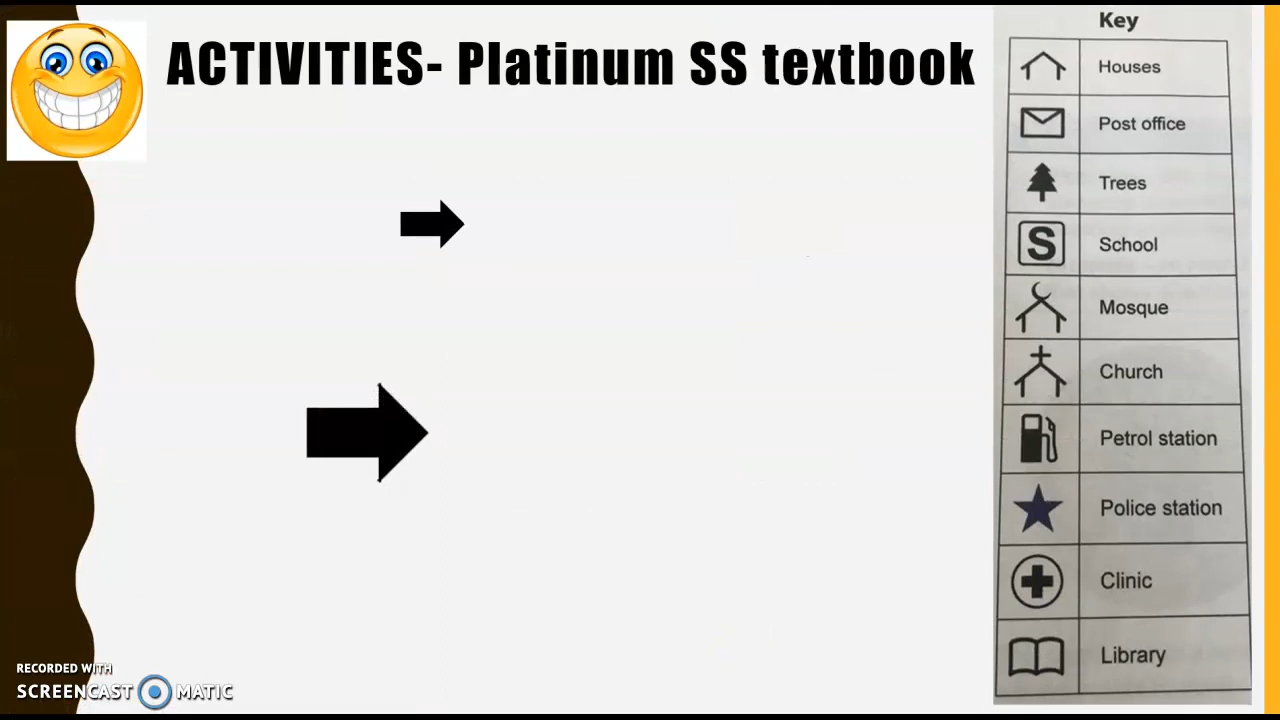 ACTIVITIES- Platinum SS textbook
Key
Houses
Post office
Trees
S
School
Mosque
Church
Petrol station
Police station
Clinic
Library
RECORDED WITH
SCREENCAST MATIC